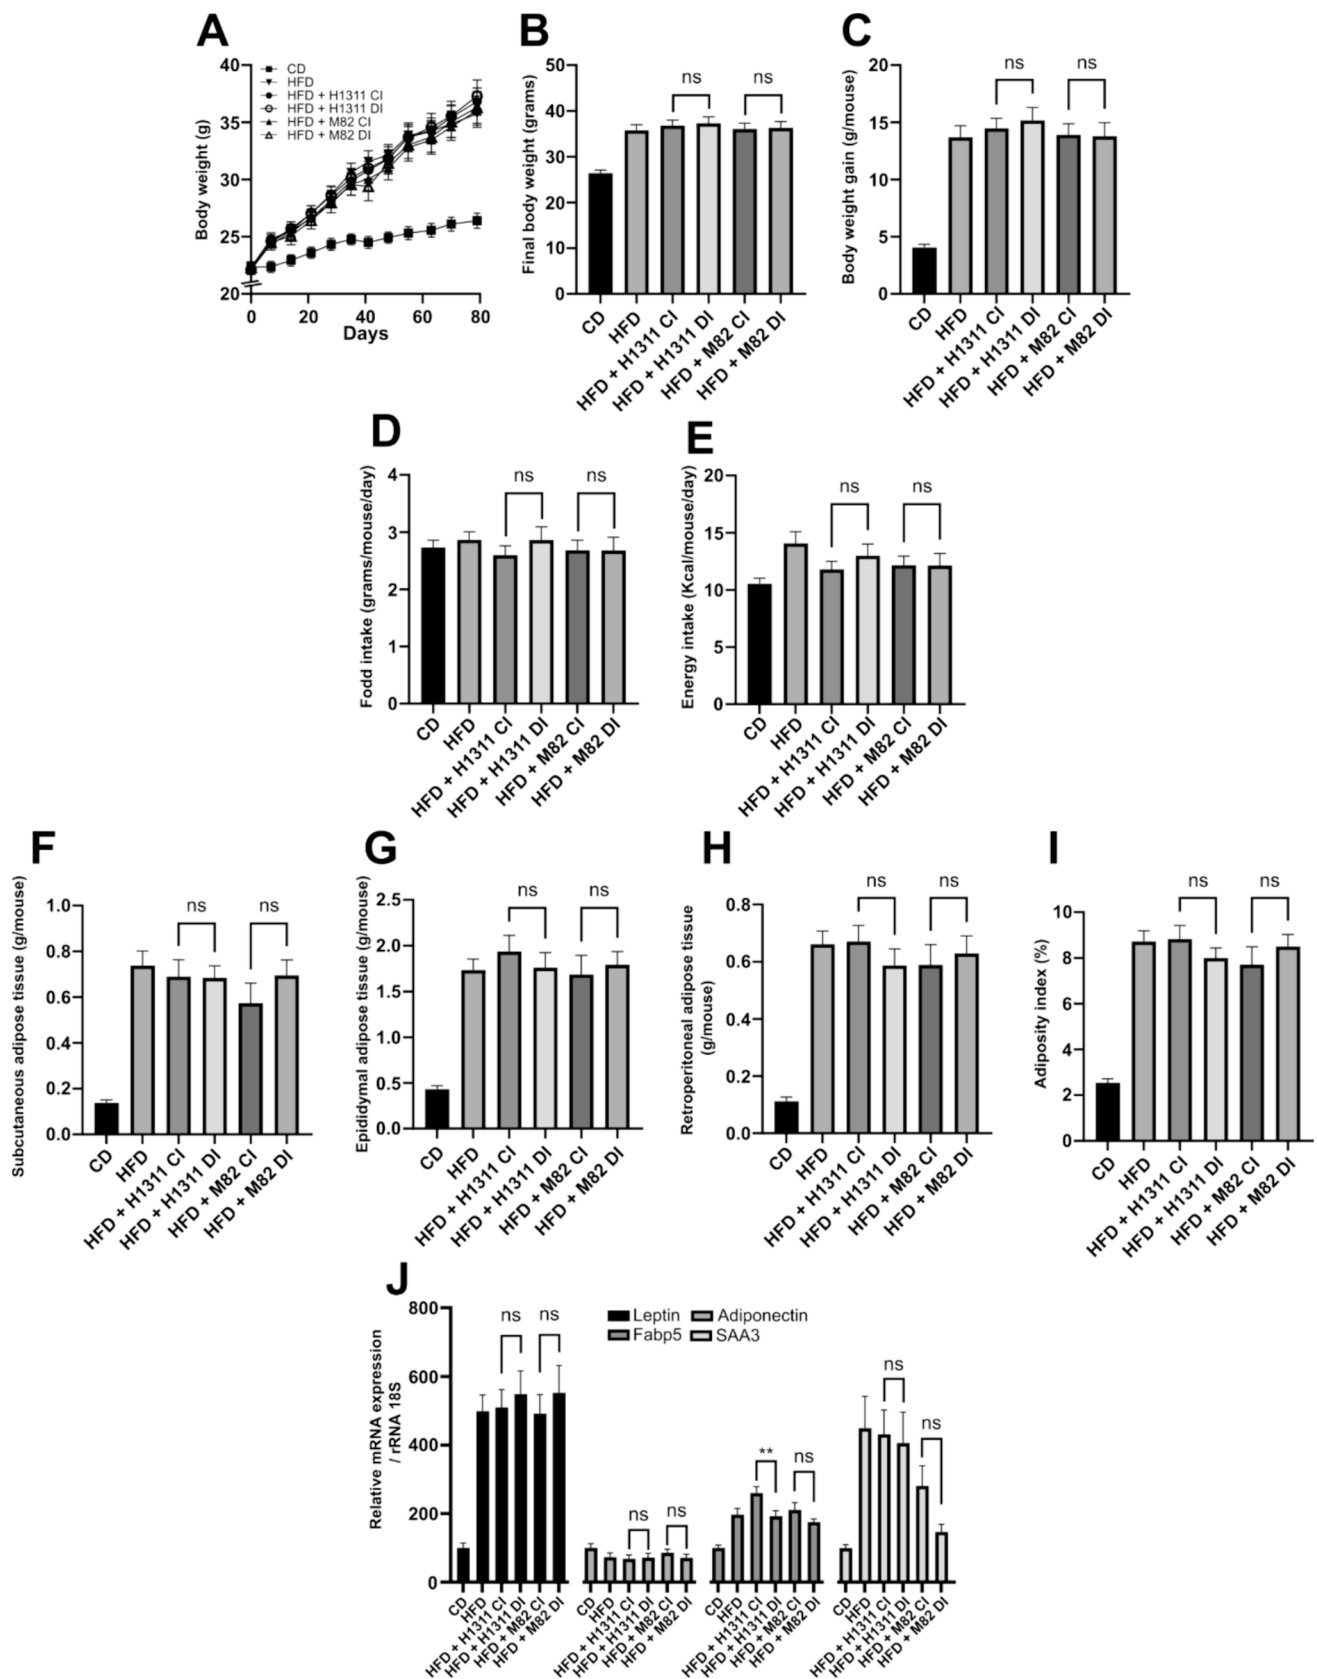 A
Body weight (g)
40
35
30
25
20
0
20
40
60
80
Days
CD
HFD
HFD + H1311 CI
HFD + H1311 DI
HFD + M82 CI
HFD + M82 DI
B
Final body weight (grams)
50
40
30
20
10
0
ns
ns
CD
HFD
HFD + H1311 CI
HFD + H1311 DI
HFD + M82 CI
HFD + M82 DI
C
Body weight gain (g/mouse)
20
15
10
5
0
ns
ns
CD
HFD
HFD + H1311 CI
HFD + H1311 DI
HFD + M82 CI
HFD + M82 DI
D
Fodd intake (grams/mouse/day)
4
3
2
1
0
ns
ns
CD
HFD
HFD + H1311 CI
HFD + H1311 DI
HFD + M82 CI
HFD + M82 DI
E
Energy intake (Kcal/mouse/day)
20
15
10
5
0
ns
ns
CD
HFD
HFD + H1311 CI
HFD + H1311 DI
HFD + M82 CI
HFD + M82 DI
F
Subcutaneous adipose tissue (g/mouse)
1.0
0.8
0.6
0.4
0.2
0.0
ns
ns
CD
HFD
HFD + H1311 CI
HFD + H1311 DI
HFD + M82 CI
HFD + M82 DI
G
Epididymal adipose tissue (g/mouse)
2.5
2.0
1.5
1.0
0.5
0.0
ns
ns
CD
HFD
HFD + H1311 CI
HFD + H1311 DI
HFD + M82 CI
HFD + M82 DI
H
Retroperitoneal adipose tissue
(g/mouse)
0.8
0.6
0.4
0.2
0.0
ns
ns
CD
HFD
HFD + H1311 CI
HFD + H1311 DI
HFD + M82 CI
HFD + M82 DI
I
Adiposity index (%)
10
8
6
4
2
0
ns
ns
CD
HFD
HFD + H1311 CI
HFD + H1311 DI
HFD + M82 CI
HFD + M82 DI
J
Relative mRNA expression
/ rRNA 18S
800
600
400
200
0
Leptin
Adiponectin
Fabp5
SAA3
ns
ns
ns
ns
**
ns
ns
ns
CD
HFD
HFD + H1311 CI
HFD + H1311 DI
HFD + M82 CI
HFD + M82 DI
CD
HFD
HFD + H1311 CI
HFD + H1311 DI
HFD + M82 CI
HFD + M82 DI
CD
HFD
HFD + H1311 CI
HFD + H1311 DI
HFD + M82 CI
HFD + M82 DI
CD
HFD
HFD + H1311 CI
HFD + H1311 DI
HFD + M82 CI
HFD + M82 DI